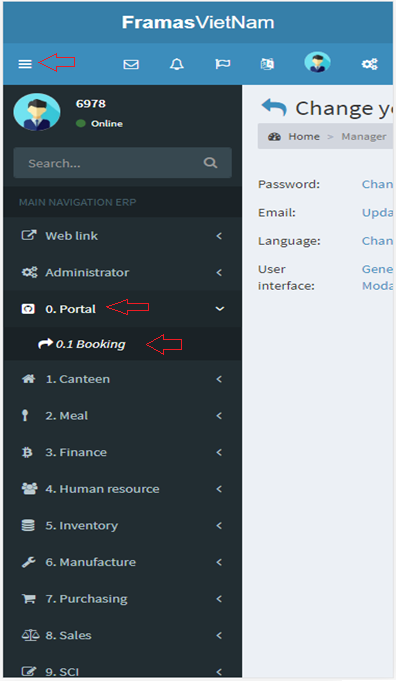 FramasVietNam
6978
Online
Change y
Search...
Home > Manager
MAIN NAVIGATION ERP
Password: Chan
Web link
Email: Upda
Administrator
Language: Chan
0. Portal
User interface: Gene
Moda
0.1 Booking
1. Canteen
2. Meal
3. Finance
4. Human resource
5. Inventory
6. Manufacture
7. Purchasing
8. Sales
9. SCI